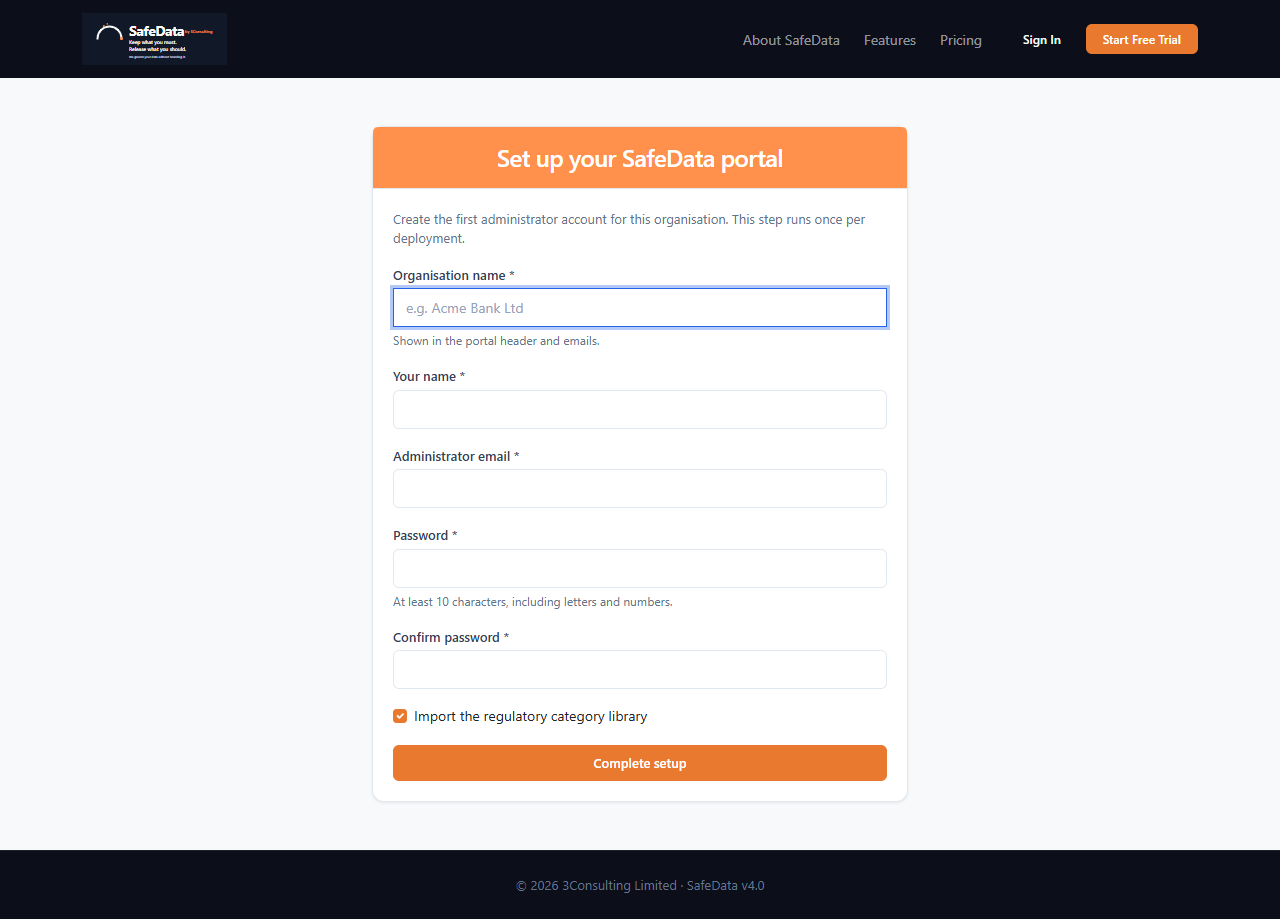 SafeData by 3Consulting
Keep what you must.
Release what you should.
About SafeData
Features
Pricing
Sign In
Start Free Trial
Set up your SafeData portal
Create the first administrator account for this organisation. This step runs once per
deployment.
Organisation name *
e.g. Acme Bank Ltd
Shown in the portal header and emails.
Your name *
Administrator email *
Password *
At least 10 characters, including letters and numbers.
Confirm password *
Import the regulatory category library
Complete setup
© 2026 3Consulting Limited · SafeData v4.0